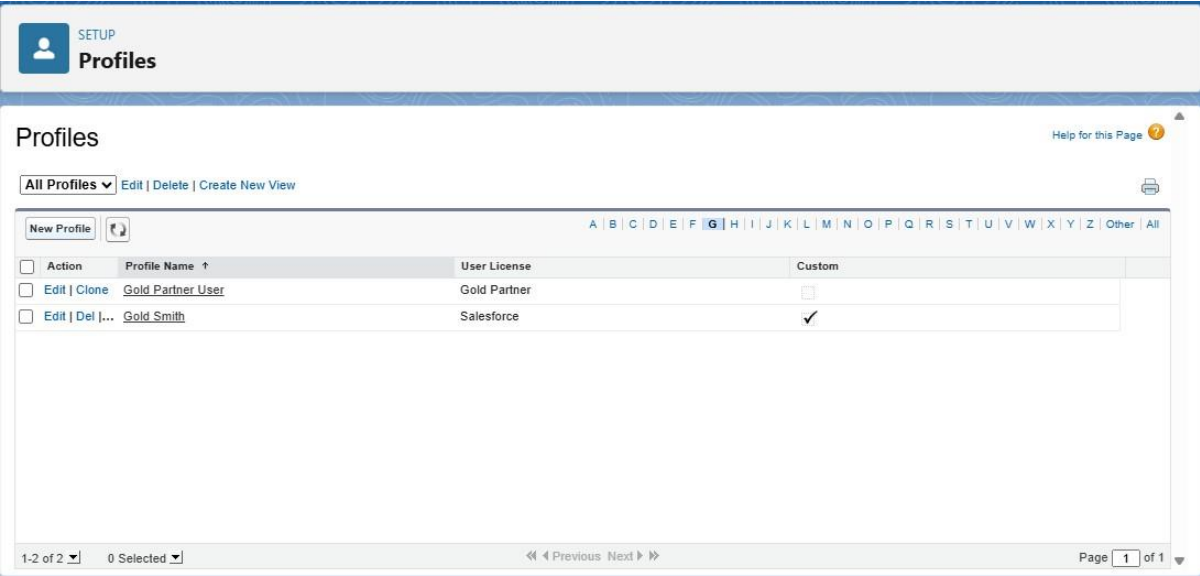 SETUP
Profiles
Profiles
Help for this Page ?
All Profiles Edit | Delete | Create New View
New Profile A | B | C | D | E | F | G | H | I | J | K | L | M | N | O | P | Q | R | S | T | U | V | W | X | Y | Z | Other | All
Action Profile Name ↑ User License Custom
Edit | Clone Gold Partner User Gold Partner
Edit | Del |... Gold Smith Salesforce ✓
1-2 of 2 0 Selected Previous Next Page 1 of 1